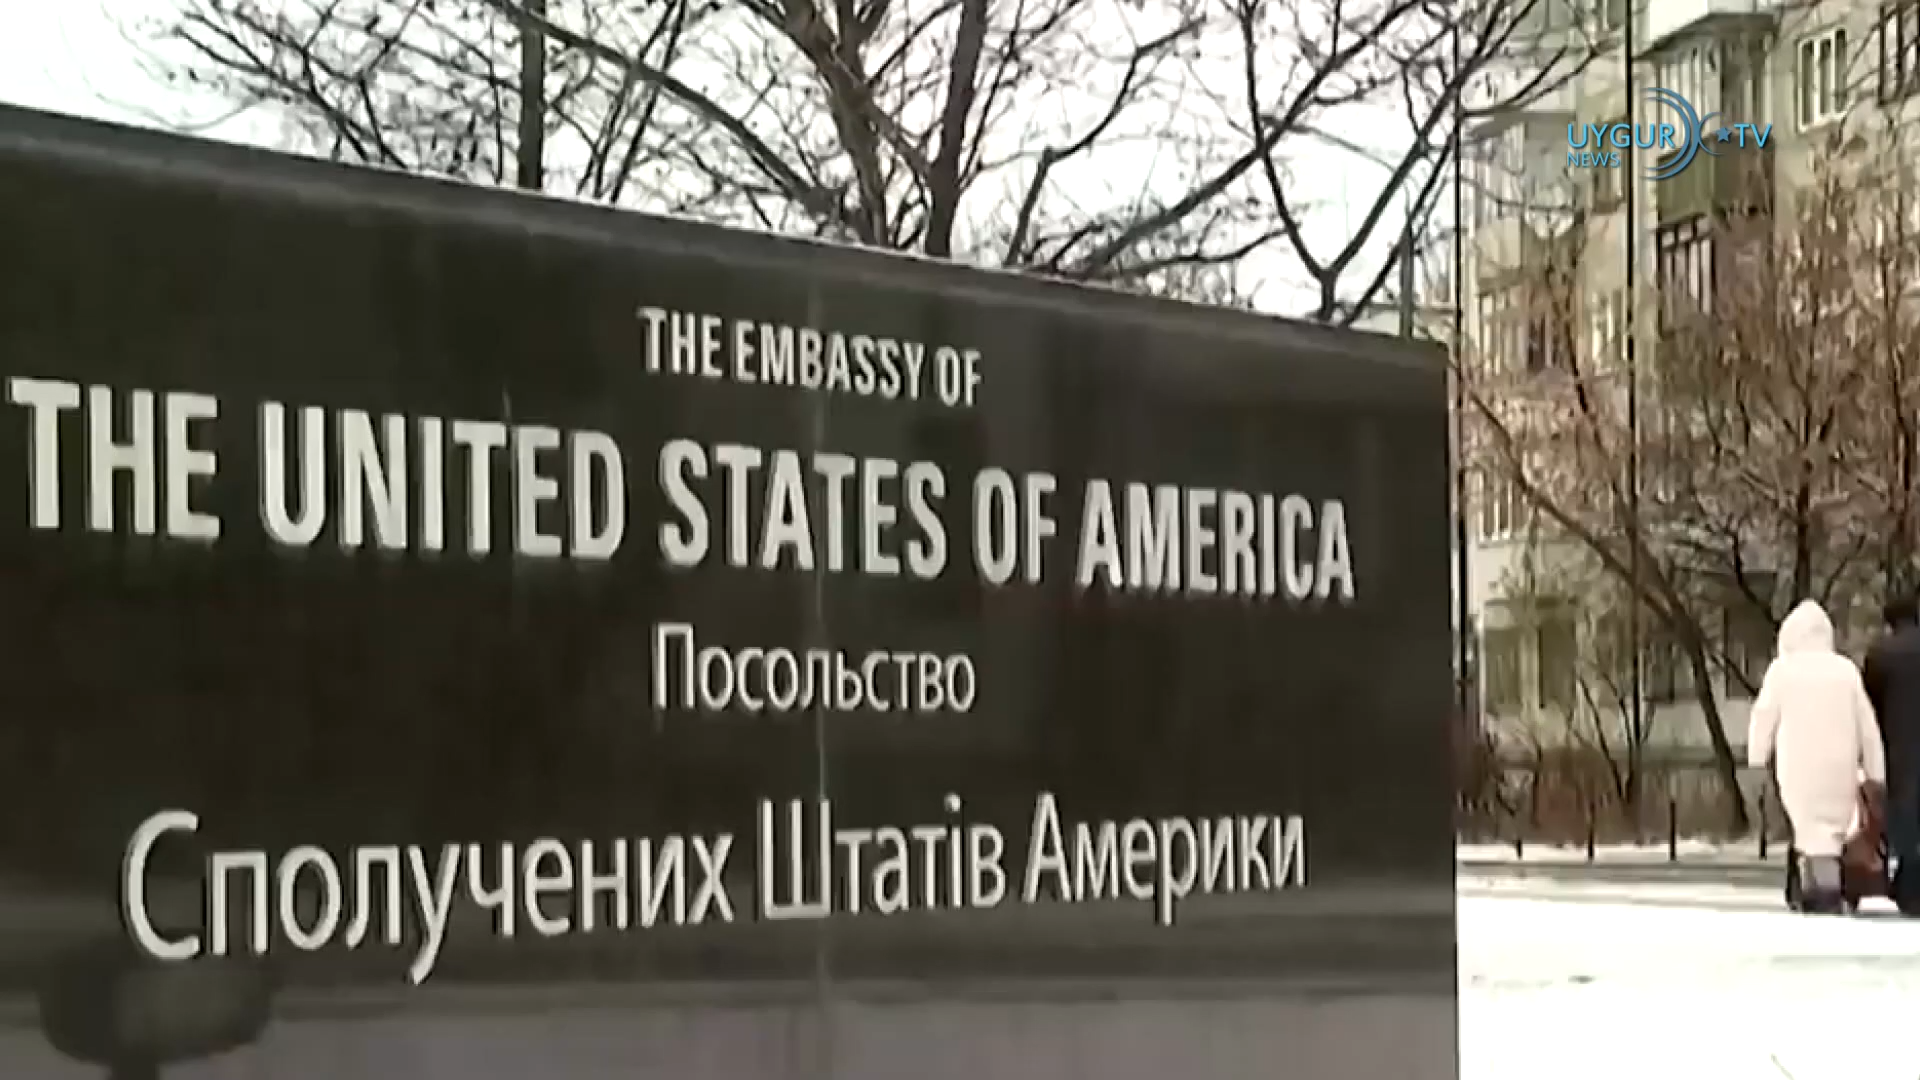 UYGUR TV
NEWS
THE EMBASSY OF
THE UNITED STATES OF AMERICA
Посольство
Сполучених Штатів Америки